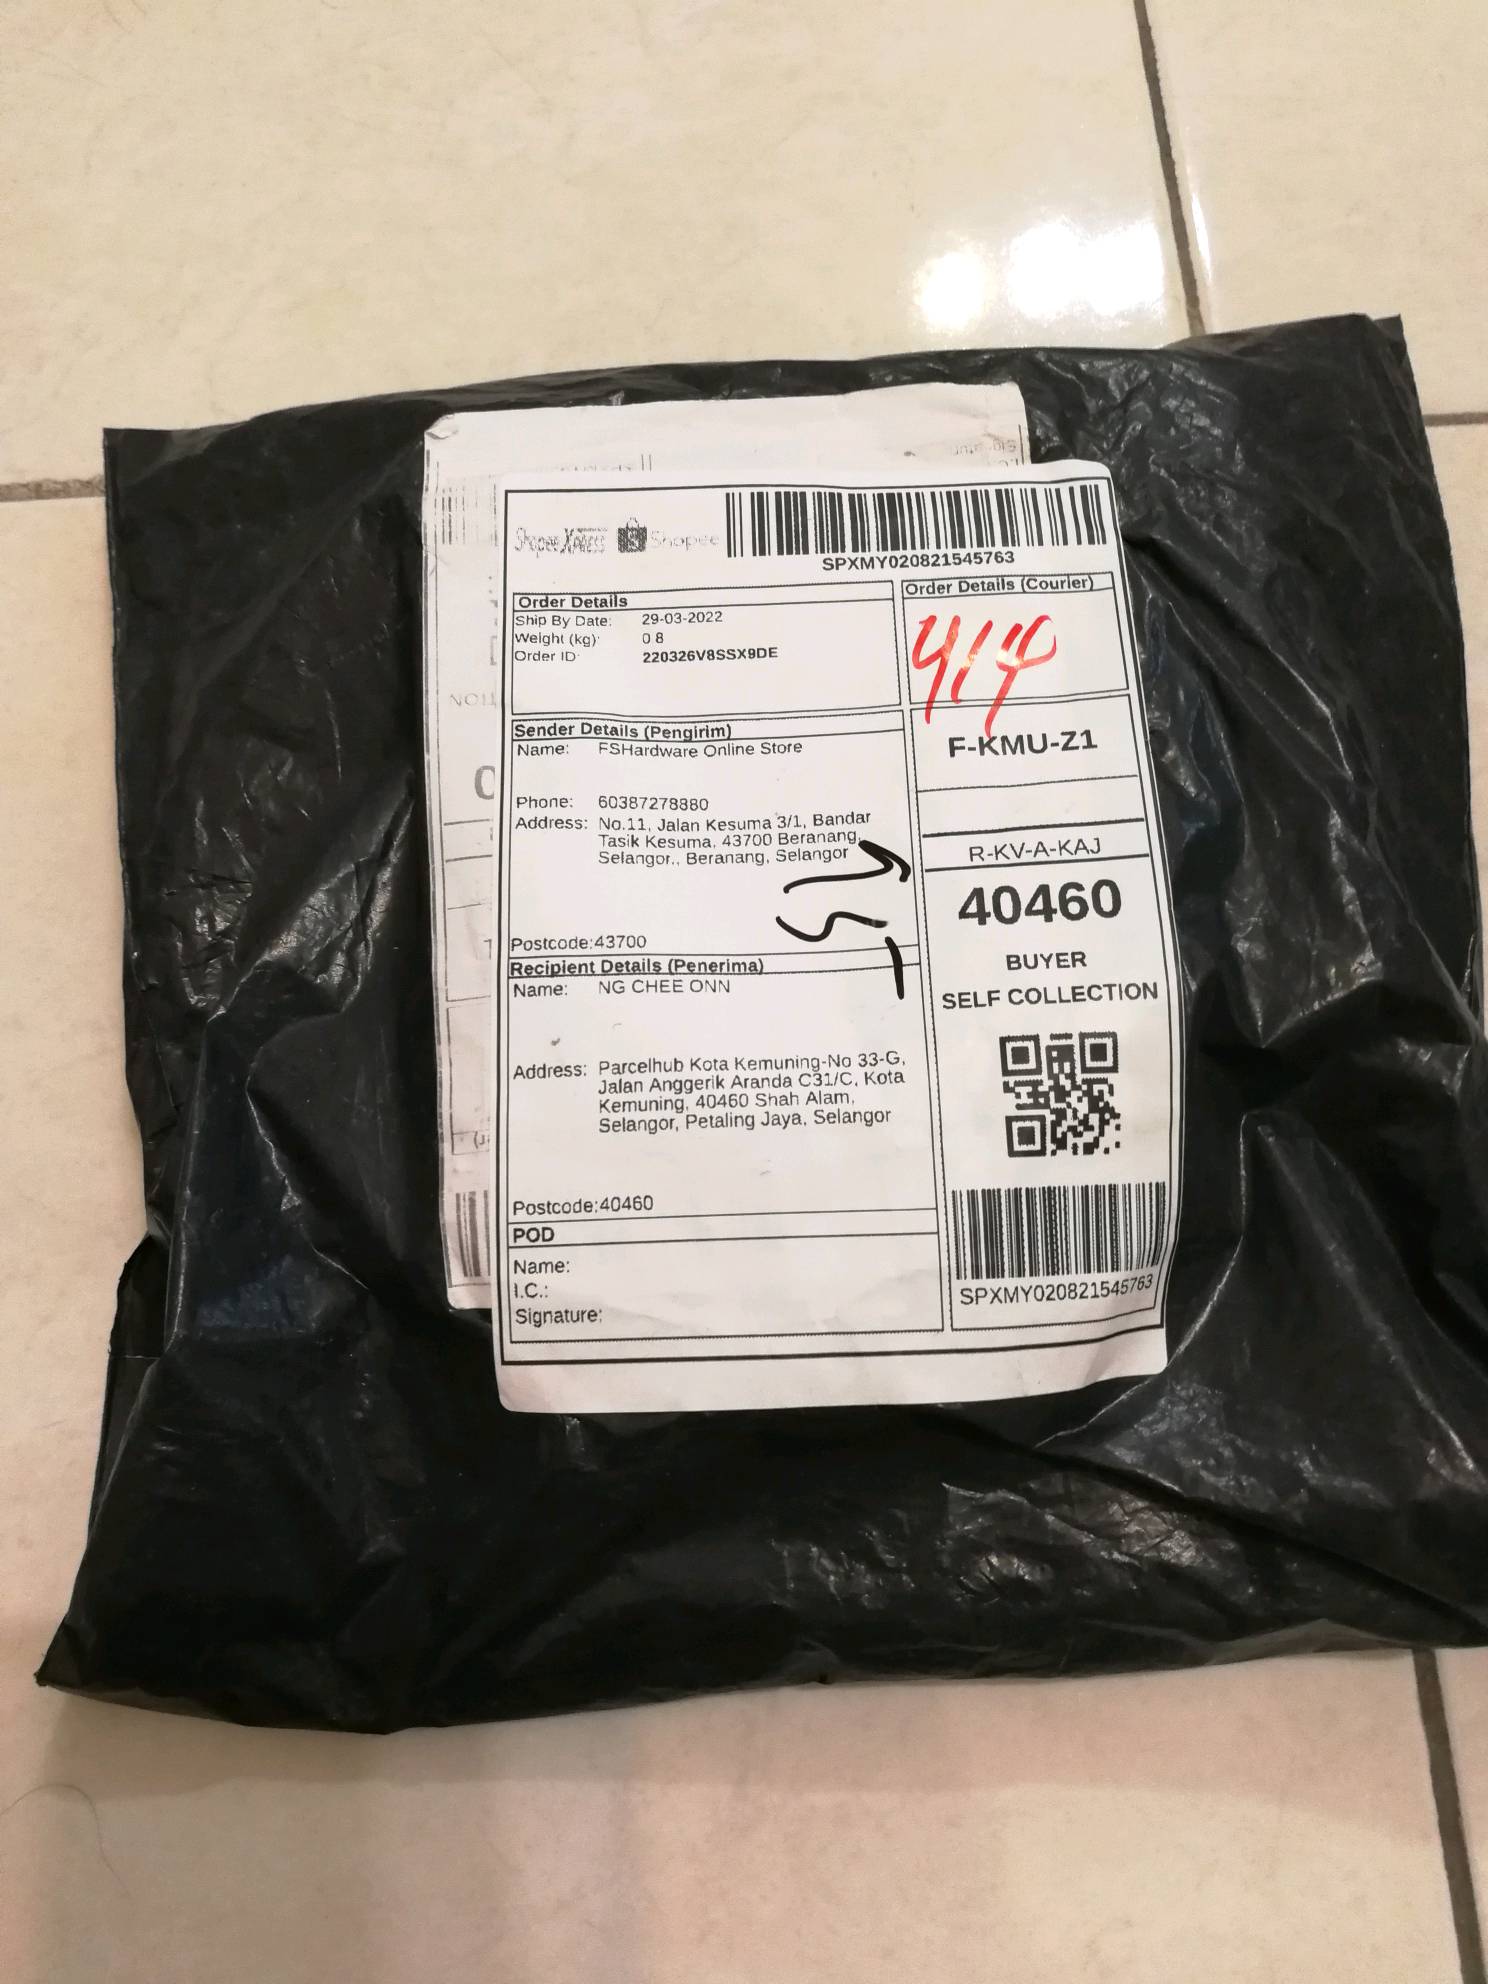 Shopee Xpress Shopee
SPXMY020821545763
Order Details
Ship By Date: 29-03-2022
Weight (kg): 0.8
Order ID: 220326V8SSX9DE
Order Details (Courier)
414
F-KMU-Z1
R-KV-A-KAJ
40460
BUYER
SELF COLLECTION
SPXMY020821545763
Sender Details (Pengirim)
Name: FSHardware Online Store
Phone: 60387278880
Address: No.11, Jalan Kesuma 3/1, Bandar
Tasik Kesuma, 43700 Beranang,
Selangor., Beranang, Selangor
Postcode:43700
Recipient Details (Penerima)
Name: NG CHEE ONN
Address: Parcelhub Kota Kemuning-No 33-G,
Jalan Anggerik Aranda C31/C, Kota
Kemuning, 40460 Shah Alam,
Selangor, Petaling Jaya, Selangor
Postcode:40460
POD
Name:
I.C.:
Signature: